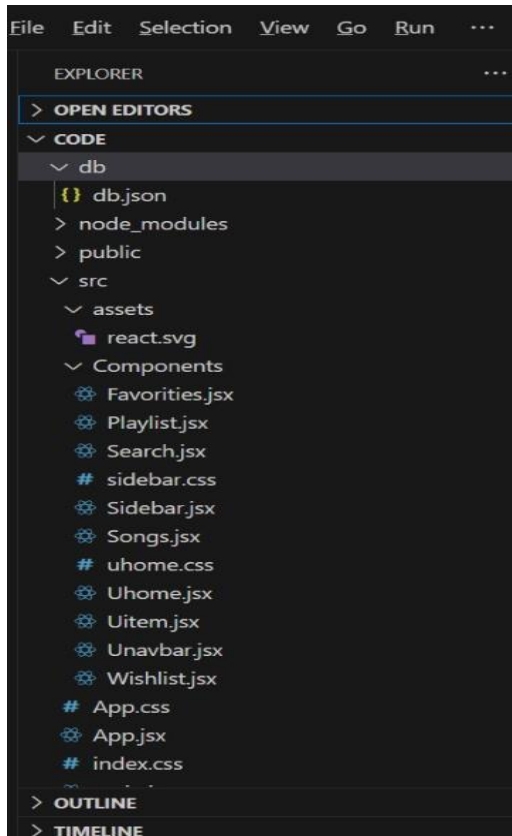 File Edit Selection View Go Run ...
EXPLORER ...
> OPEN EDITORS
CODE
db
{} db.json
> node_modules
> public
src
assets
react.svg
Components
Favorities.jsx
Playlist.jsx
Search.jsx
# sidebar.css
Sidebar.jsx
Songs.jsx
# uhome.css
Uhome.jsx
Uitem.jsx
Unavbar.jsx
Wishlist.jsx
# App.css
App.jsx
# index.css
> OUTLINE
> TIMELINE